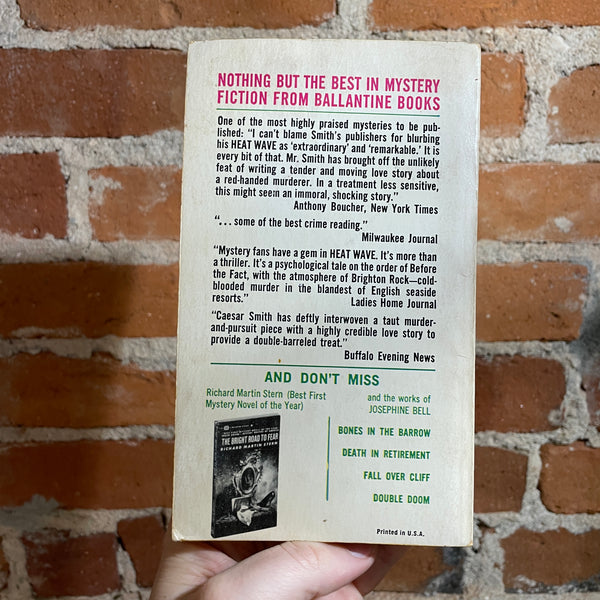 NOTHING BUT THE BEST IN MYSTERY
FICTION FROM BALLANTINE BOOKS
One of the most highly praised mysteries to be pub-
lished: “I can’t blame Smith’s publishers for blurbing
his HEAT WAVE as ‘extraordinary’ and ‘remarkable.’ It is
every bit of that. Mr. Smith has brought off the unlikely
feat of writing a tender and moving love story about
a red-handed murderer. In a treatment less sensitive,
this might seem an immoral, shocking story.”
Anthony Boucher, New York Times
“. . . some of the best crime reading.”
Milwaukee Journal
“Mystery fans have a gem in HEAT WAVE. It’s more than
a thriller. It’s a psychological tale on the order of Before
the Fact, with the atmosphere of Brighton Rock—cold-
blooded murder in the blandest of English seaside
resorts.” Ladies Home Journal
“Caesar Smith has deftly interwoven a taut murder-
and-pursuit piece with a highly credible love story to
provide a double-barreled treat.”
Buffalo Evening News
AND DON’T MISS
Richard Martin Stern (Best First
Mystery Novel of the Year)
THE BRIGHT ROAD TO FEAR
RICHARD MARTIN STERN
and the works of
JOSEPHINE BELL
BONES IN THE BARROW
DEATH IN RETIREMENT
FALL OVER CLIFF
DOUBLE DOOM
Printed in U.S.A.